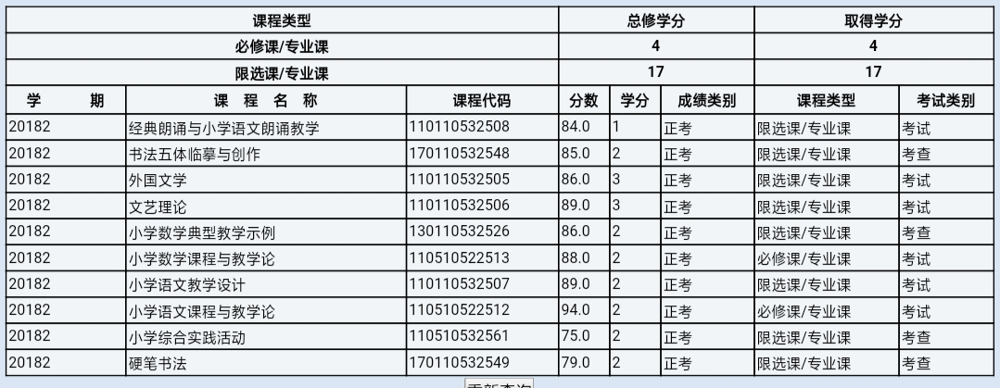 课程类型 总修学分 取得学分
必修课/专业课 4 4
限选课/专业课 17 17
学 期 课 程 名 称 课程代码 分数 学分 成绩类别 课程类型 考试类别
20182 经典朗诵与小学语文朗诵教学 110110532508 84.0 1 正考 限选课/专业课 考试
20182 书法五体临摹与创作 170110532548 85.0 2 正考 限选课/专业课 考查
20182 外国文学 110110532505 86.0 3 正考 限选课/专业课 考试
20182 文艺理论 110110532506 89.0 3 正考 限选课/专业课 考试
20182 小学数学典型教学示例 130110532526 86.0 2 正考 限选课/专业课 考查
20182 小学数学课程与教学论 110510522513 88.0 2 正考 必修课/专业课 考试
20182 小学语文教学设计 110110532507 89.0 2 正考 限选课/专业课 考试
20182 小学语文课程与教学论 110510522512 94.0 2 正考 必修课/专业课 考试
20182 小学综合实践活动 110510532561 75.0 2 正考 限选课/专业课 考查
20182 硬笔书法 170110532549 79.0 2 正考 限选课/专业课 考查
重新查询